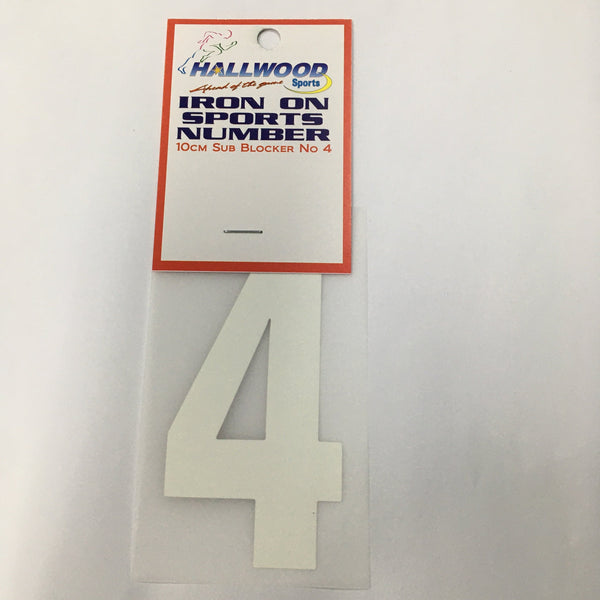 HALLWOOD
Ahead of the game Sports
IRON ON
SPORTS
NUMBER
10CM SUB BLOCKER NO 4
4